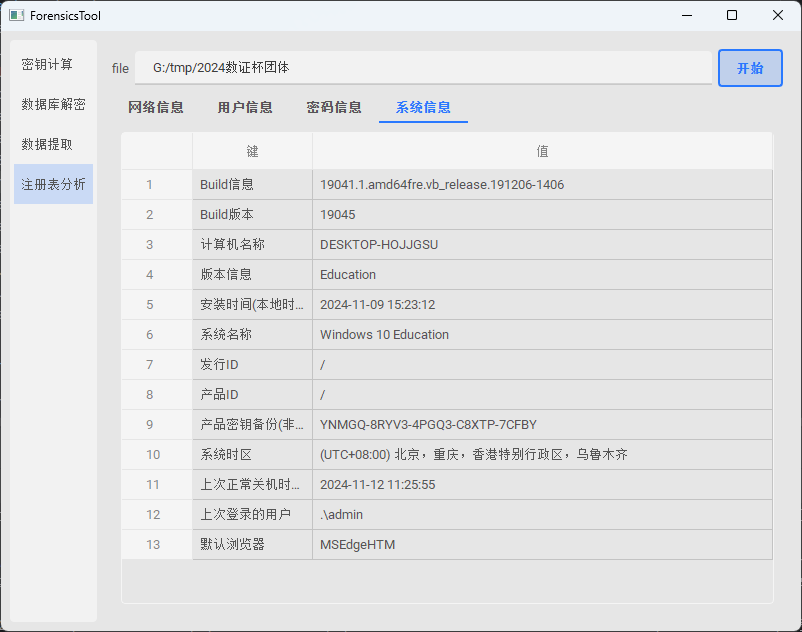 ForensicsTool
密钥计算
数据库解密
数据提取
注册表分析
file G:/tmp/2024数证杯团体 开始
网络信息 用户信息 密码信息 系统信息
键 值
1 Build信息 19041.1.amd64fre.vb_release.191206-1406
2 Build版本 19045
3 计算机名称 DESKTOP-HOJJGSU
4 版本信息 Education
5 安装时间(本地时... 2024-11-09 15:23:12
6 系统名称 Windows 10 Education
7 发行ID /
8 产品ID /
9 产品密钥备份(非... YNMGQ-8RYV3-4PGQ3-C8XTP-7CFBY
10 系统时区 (UTC+08:00) 北京，重庆，香港特别行政区，乌鲁木齐
11 上次正常关机时... 2024-11-12 11:25:55
12 上次登录的用户 .\admin
13 默认浏览器 MSEdgeHTM